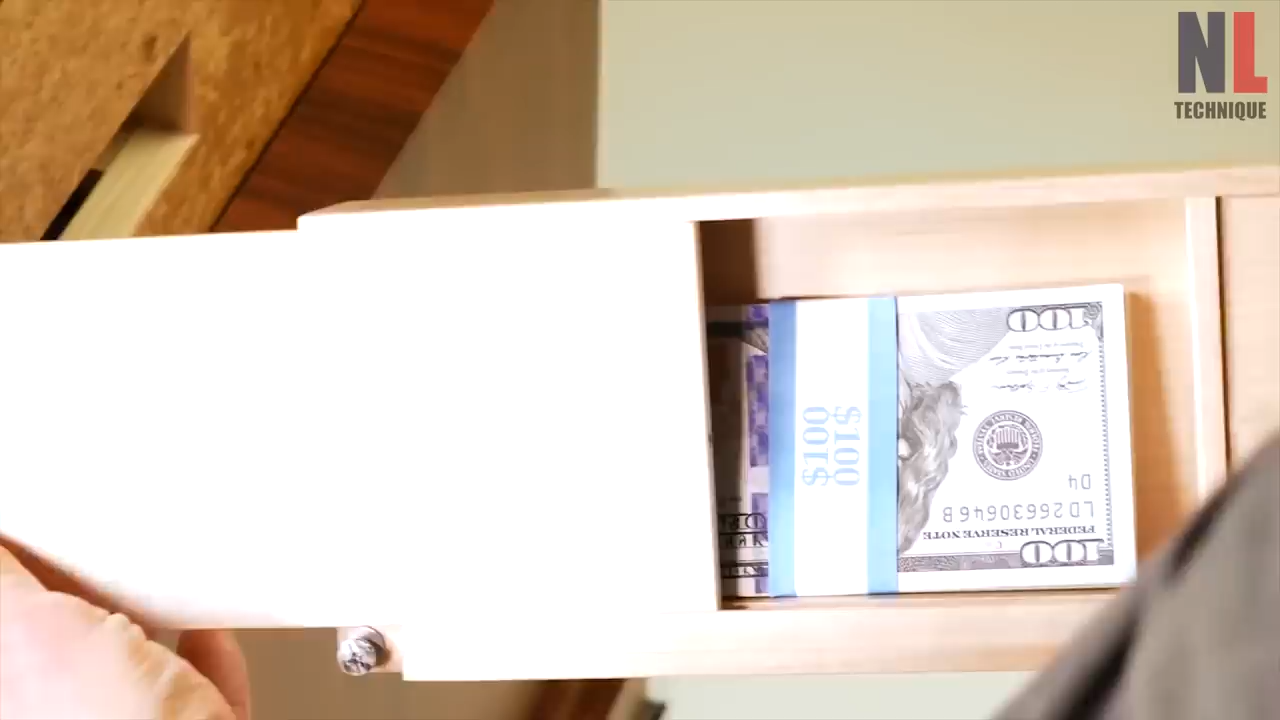 NL
TECHNIQUE
$100
$100
100
D4
LD26630646B
FEDERAL RESERVE NOTE
100